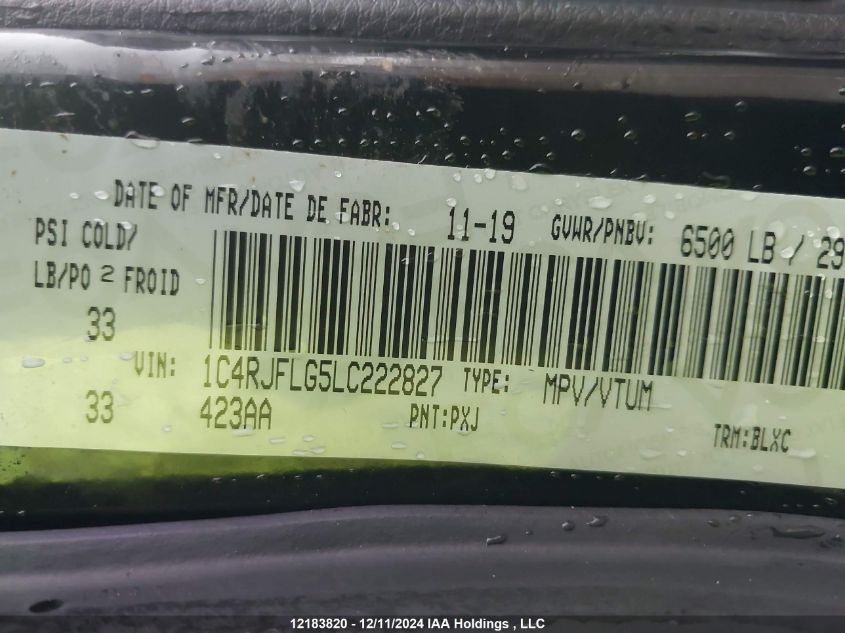 DATE OF MFR/DATE DE FABR: 11-19 GVWR/PNBV: 6500 LB / 29
PSI COLD/
LB/PO 2 FROID
33
VIN: 1C4RJFLG5LC222827 TYPE: MPV/VTUM
33 423AA PNT:PXJ TRM:BLXC
12183820 - 12/11/2024 IAA Holdings , LLC